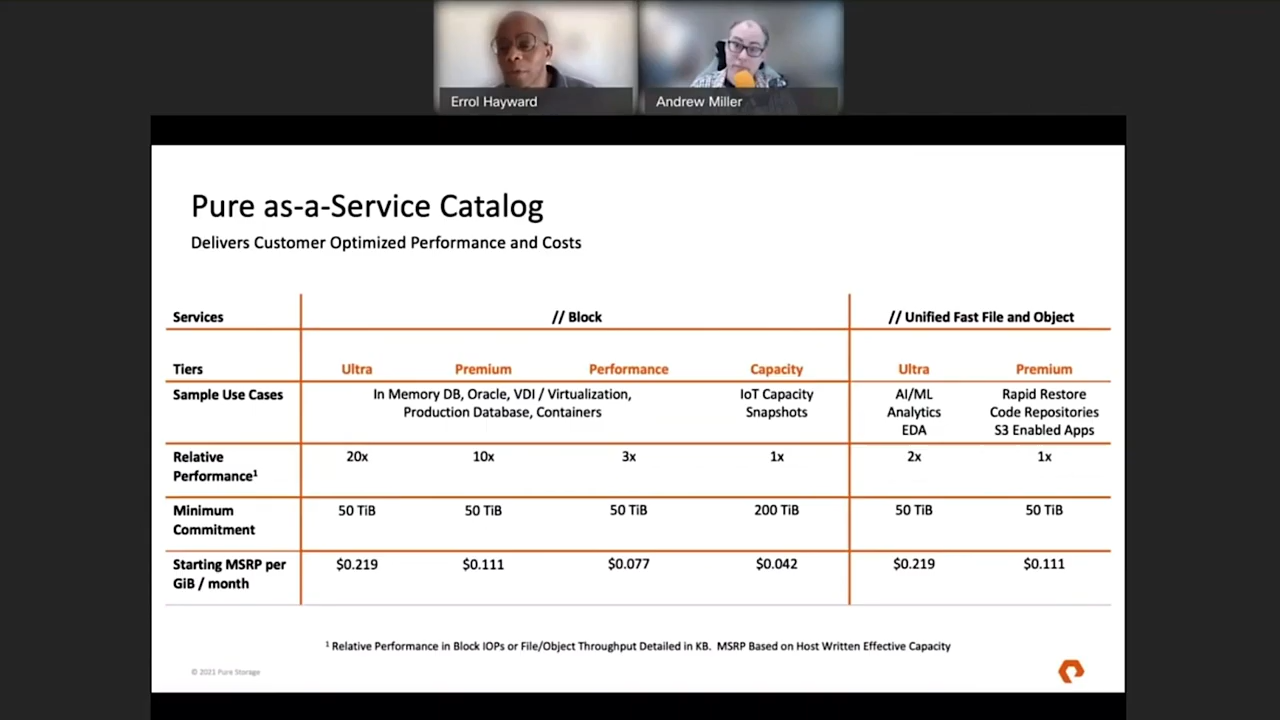 Errol Hayward
Andrew Miller
Pure as-a-Service Catalog
Delivers Customer Optimized Performance and Costs
Services
// Block
// Unified Fast File and Object
Tiers
Ultra
Premium
Performance
Capacity
Ultra
Premium
Sample Use Cases
In Memory DB, Oracle, VDI / Virtualization,
Production Database, Containers
IoT Capacity
Snapshots
AI/ML
Analytics
EDA
Rapid Restore
Code Repositories
S3 Enabled Apps
Relative
Performance¹
20x
10x
3x
1x
2x
1x
Minimum
Commitment
50 TiB
50 TiB
50 TiB
200 TiB
50 TiB
50 TiB
Starting MSRP per
GiB / month
$0.219
$0.111
$0.077
$0.042
$0.219
$0.111
¹ Relative Performance in Block IOPs or File/Object Throughput Detailed in KB. MSRP Based on Host Written Effective Capacity
© 2021 Pure Storage